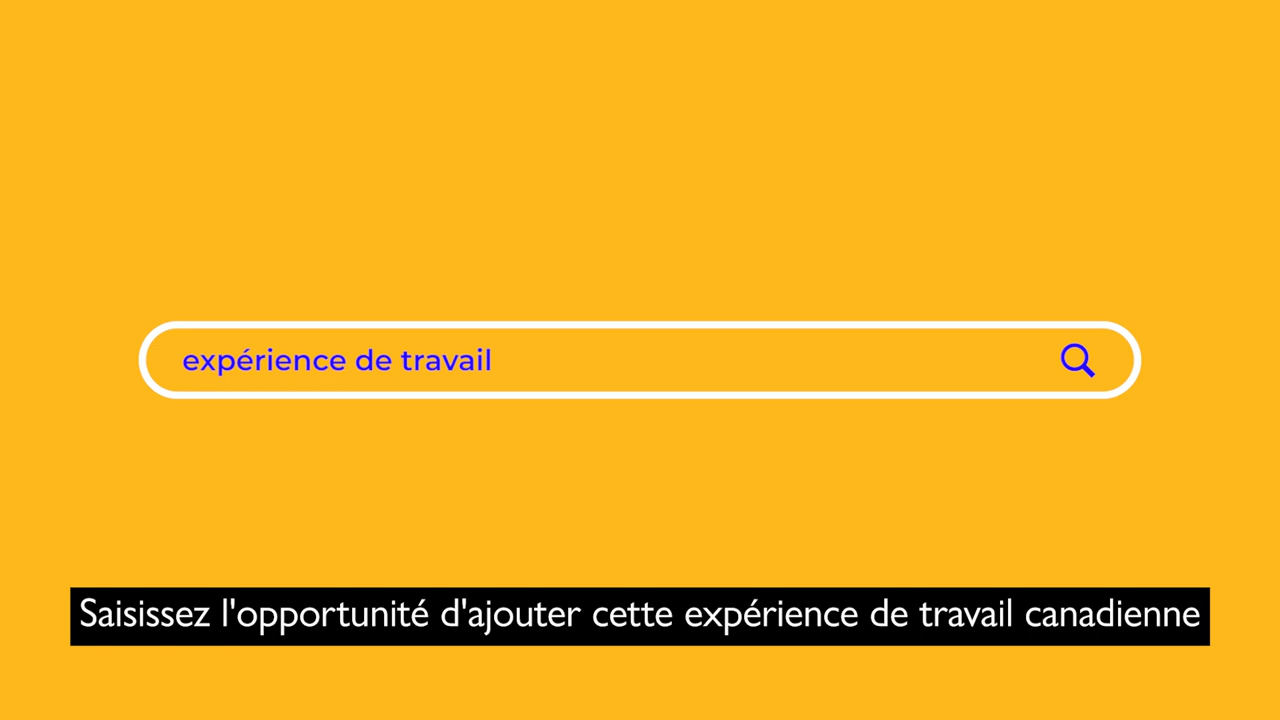 expérience de travail
Saisissez l'opportunité d'ajouter cette expérience de travail canadienne